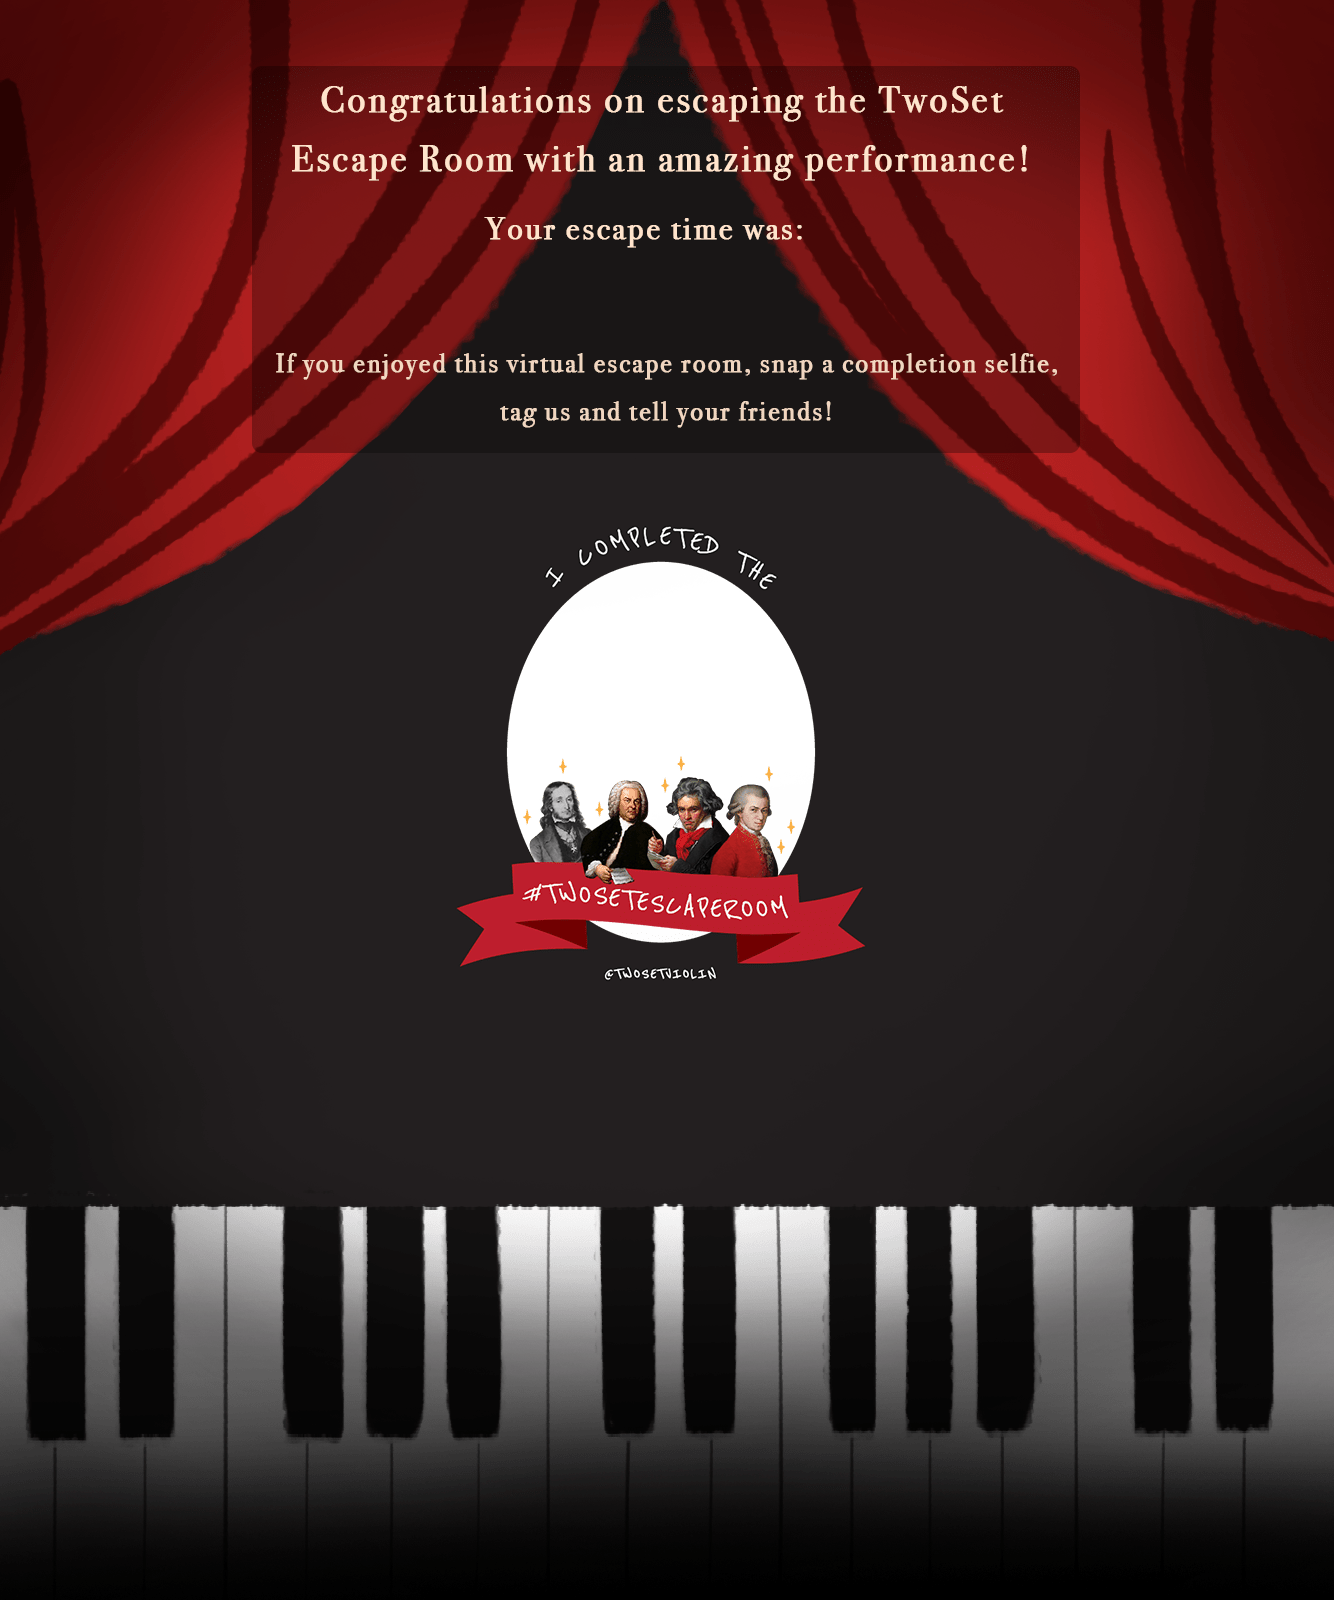 Congratulations on escaping the TwoSet
Escape Room with an amazing performance!
Your escape time was:
If you enjoyed this virtual escape room, snap a completion selfie,
tag us and tell your friends!
I COMPLETED THE
#TWOSETESCAPEROOM
@TWOSETVIOLIN